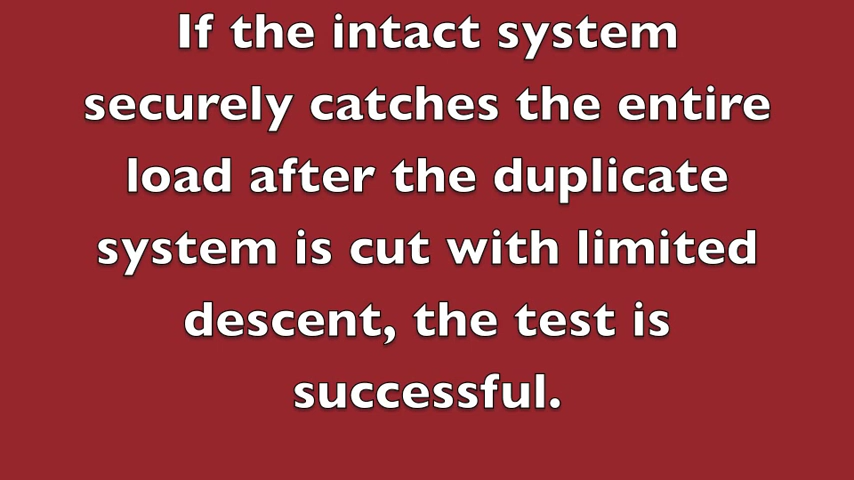 If the intact system
securely catches the entire
load after the duplicate
system is cut with limited
descent, the test is
successful.